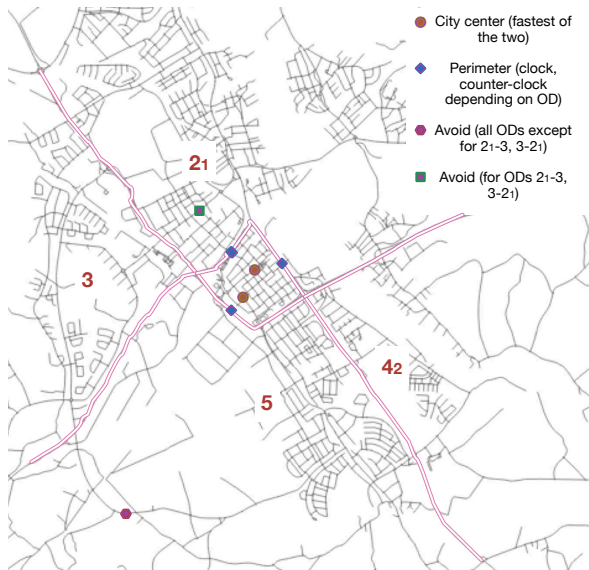 City center (fastest of
the two)
Perimeter (clock,
counter-clock
depending on OD)
Avoid (all ODs except
for 21-3, 3-21)
Avoid (for ODs 21-3,
3-21)
21
3
42
5